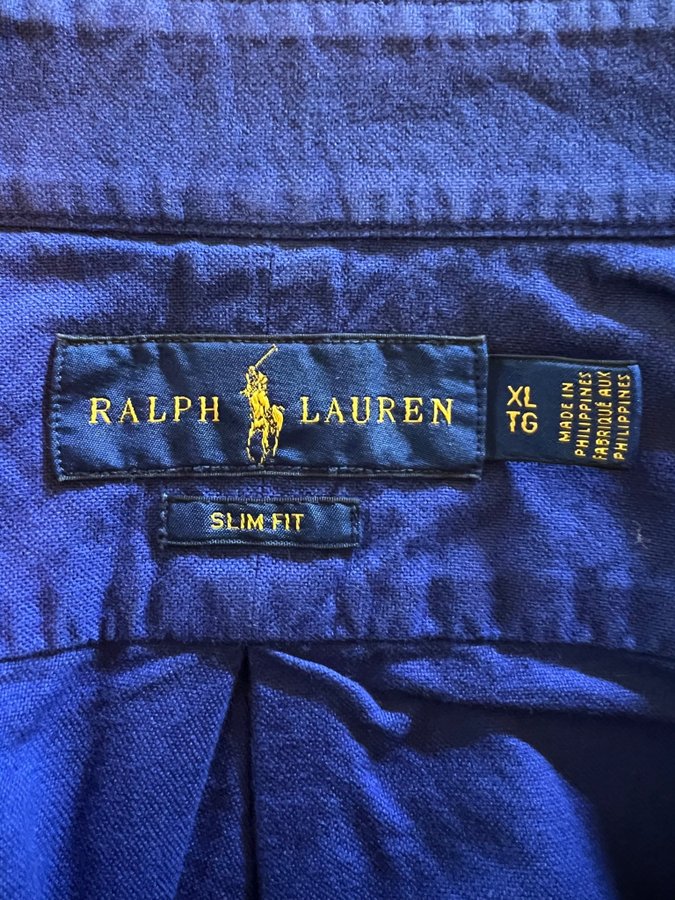 RALPH LAUREN
SLIM FIT
XL
TG
MADE IN
PHILIPPINES
FABRIQUÉ AUX
PHILIPPINES